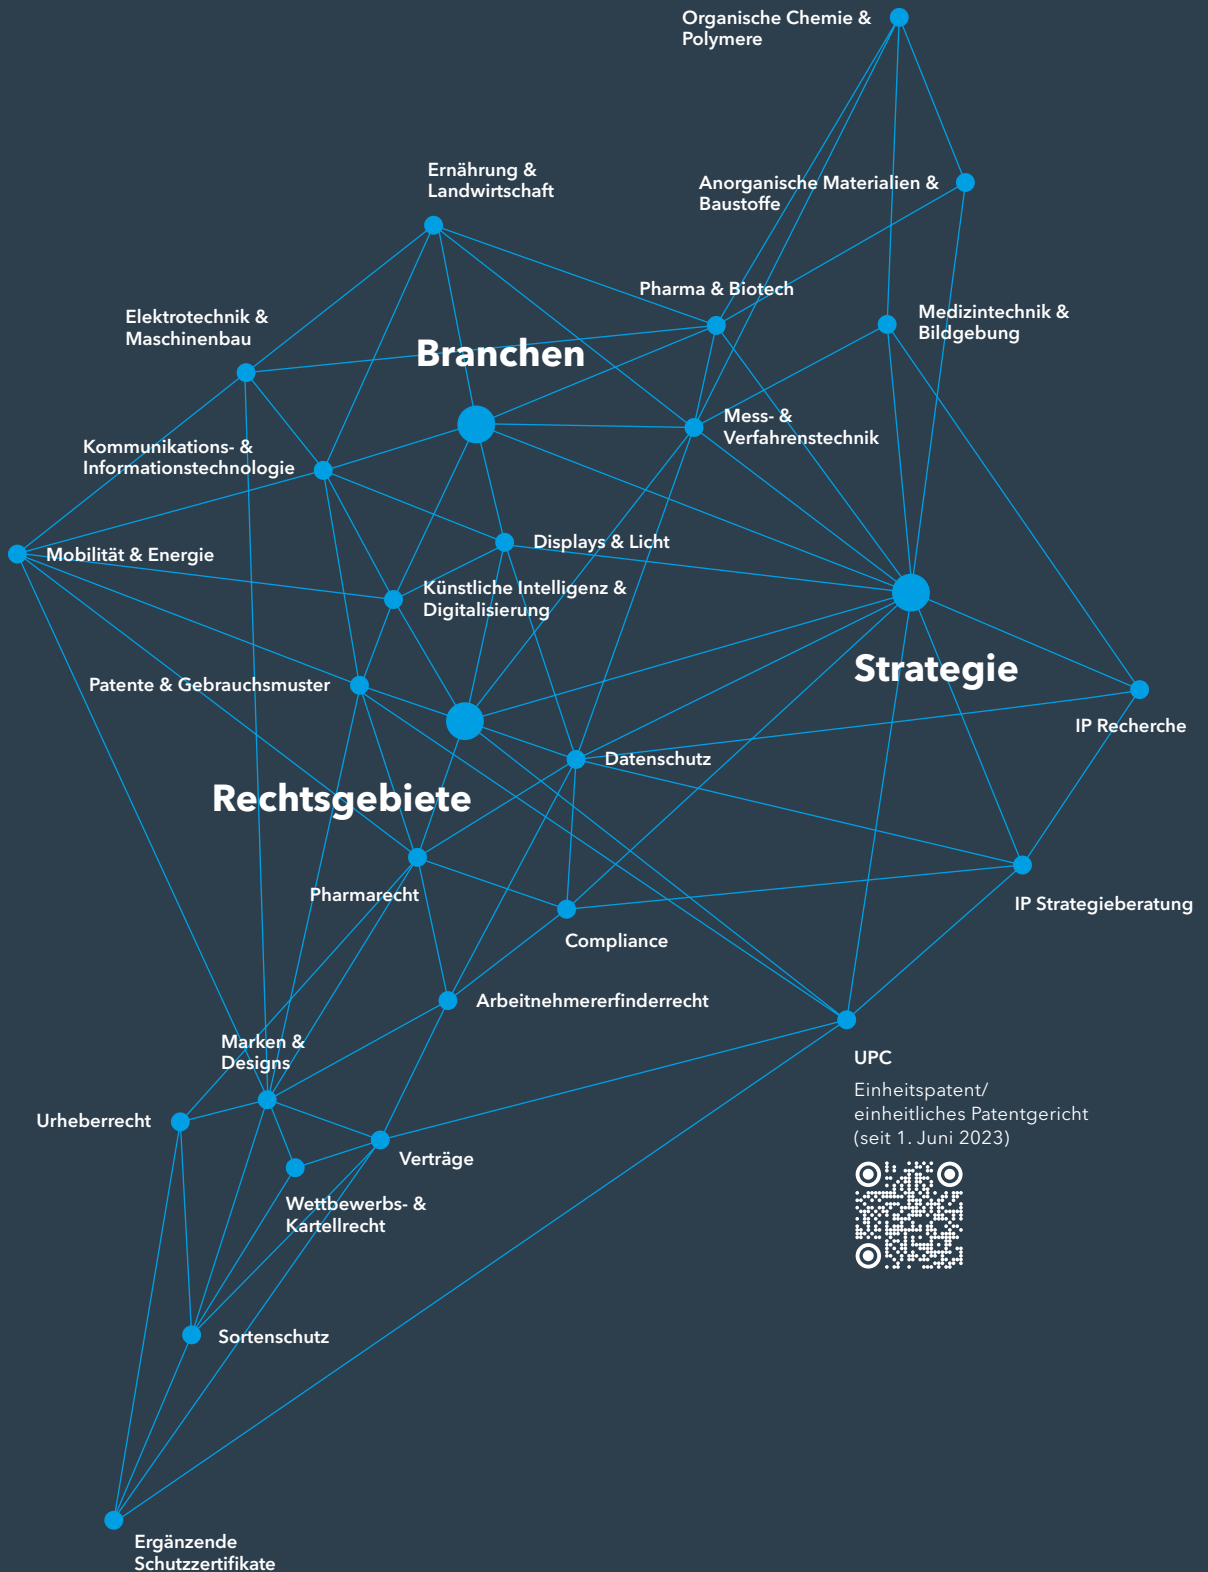 Organische Chemie &
Polymere
Ernährung &
Landwirtschaft
Anorganische Materialien &
Baustoffe
Pharma & Biotech
Elektrotechnik &
Maschinenbau
Medizintechnik &
Bildgebung
Branchen
Mess- &
Verfahrenstechnik
Kommunikations- &
Informationstechnologie
Mobilität & Energie
Displays & Licht
Künstliche Intelligenz &
Digitalisierung
Strategie
Patente & Gebrauchsmuster
IP Recherche
Datenschutz
Rechtsgebiete
Pharmarecht
IP Strategieberatung
Compliance
Arbeitnehmererfinderrecht
Marken &
Designs
UPC
Einheitspatent/
einheitliches Patentgericht
(seit 1. Juni 2023)
Urheberrecht
Verträge
Wettbewerbs- &
Kartellrecht
Sortenschutz
Ergänzende
Schutzzertifikate